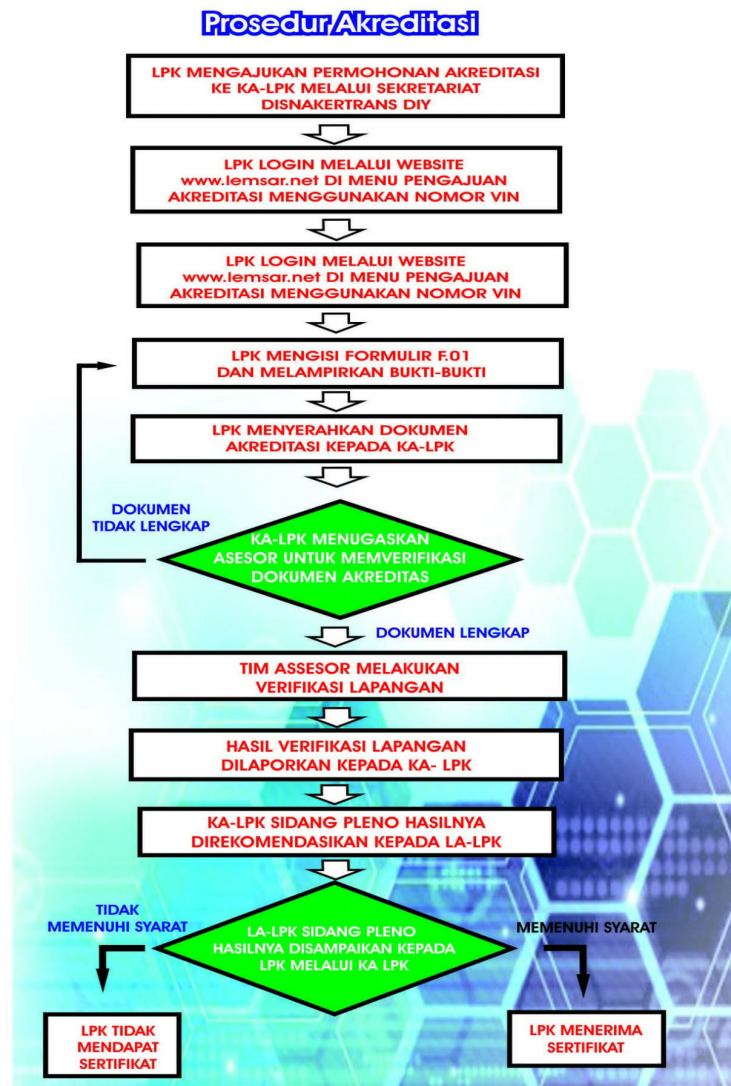 Prosedur Akreditasi
LPK MENGAJUKAN PERMOHONAN AKREDITASI
KE KA-LPK MELALUI SEKRETARIAT
DISNAKERTRANS DIY
LPK LOGIN MELALUI WEBSITE
www.lemsar.net DI MENU PENGAJUAN
AKREDITASI MENGGUNAKAN NOMOR VIN
LPK LOGIN MELALUI WEBSITE
www.lemsar.net DI MENU PENGAJUAN
AKREDITASI MENGGUNAKAN NOMOR VIN
LPK MENGISI FORMULIR F.01
DAN MELAMPIRKAN BUKTI-BUKTI
LPK MENYERAHKAN DOKUMEN
AKREDITASI KEPADA KA-LPK
DOKUMEN
TIDAK LENGKAP
KA-LPK MENUGASKAN
ASESOR UNTUK MEMVERIFIKASI
DOKUMEN AKREDITAS
DOKUMEN LENGKAP
TIM ASSESOR MELAKUKAN
VERIFIKASI LAPANGAN
HASIL VERIFIKASI LAPANGAN
DILAPORKAN KEPADA KA- LPK
KA-LPK SIDANG PLENO HASILNYA
DIREKOMENDASIKAN KEPADA LA-LPK
TIDAK
MEMENUHI SYARAT
LA-LPK SIDANG PLENO
HASILNYA DISAMPAIKAN KEPADA
LPK MELALUI KA LPK
MEMENUHI SYARAT
LPK TIDAK
MENDAPAT
SERTIFIKAT
LPK MENERIMA
SERTIFIKAT